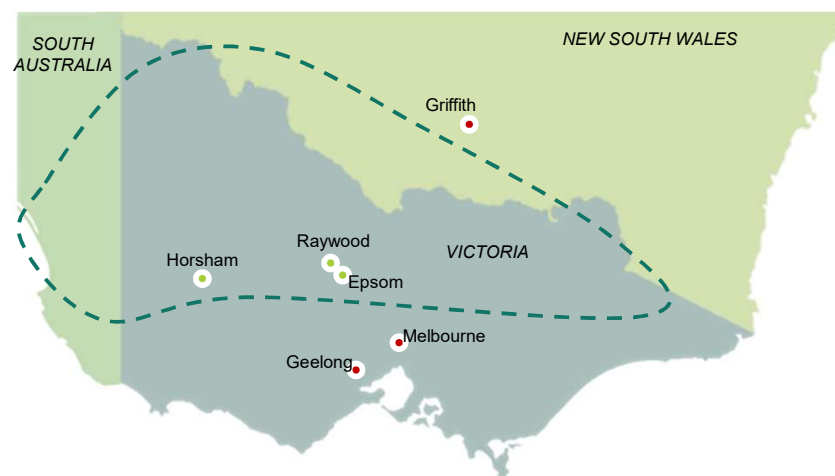 SOUTH
AUSTRALIA
NEW SOUTH WALES
Griffith
Raywood
VICTORIA
Horsham
Epsom
Melbourne
Geelong